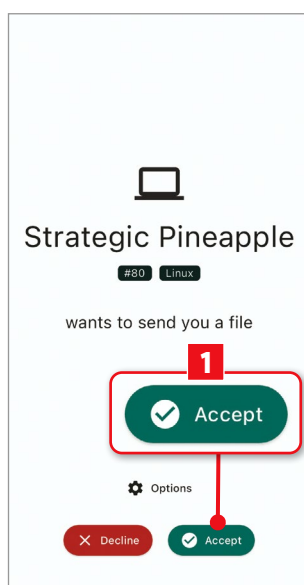 Strategic Pineapple
#80 Linux
wants to send you a file
1
Accept
Options
Decline Accept